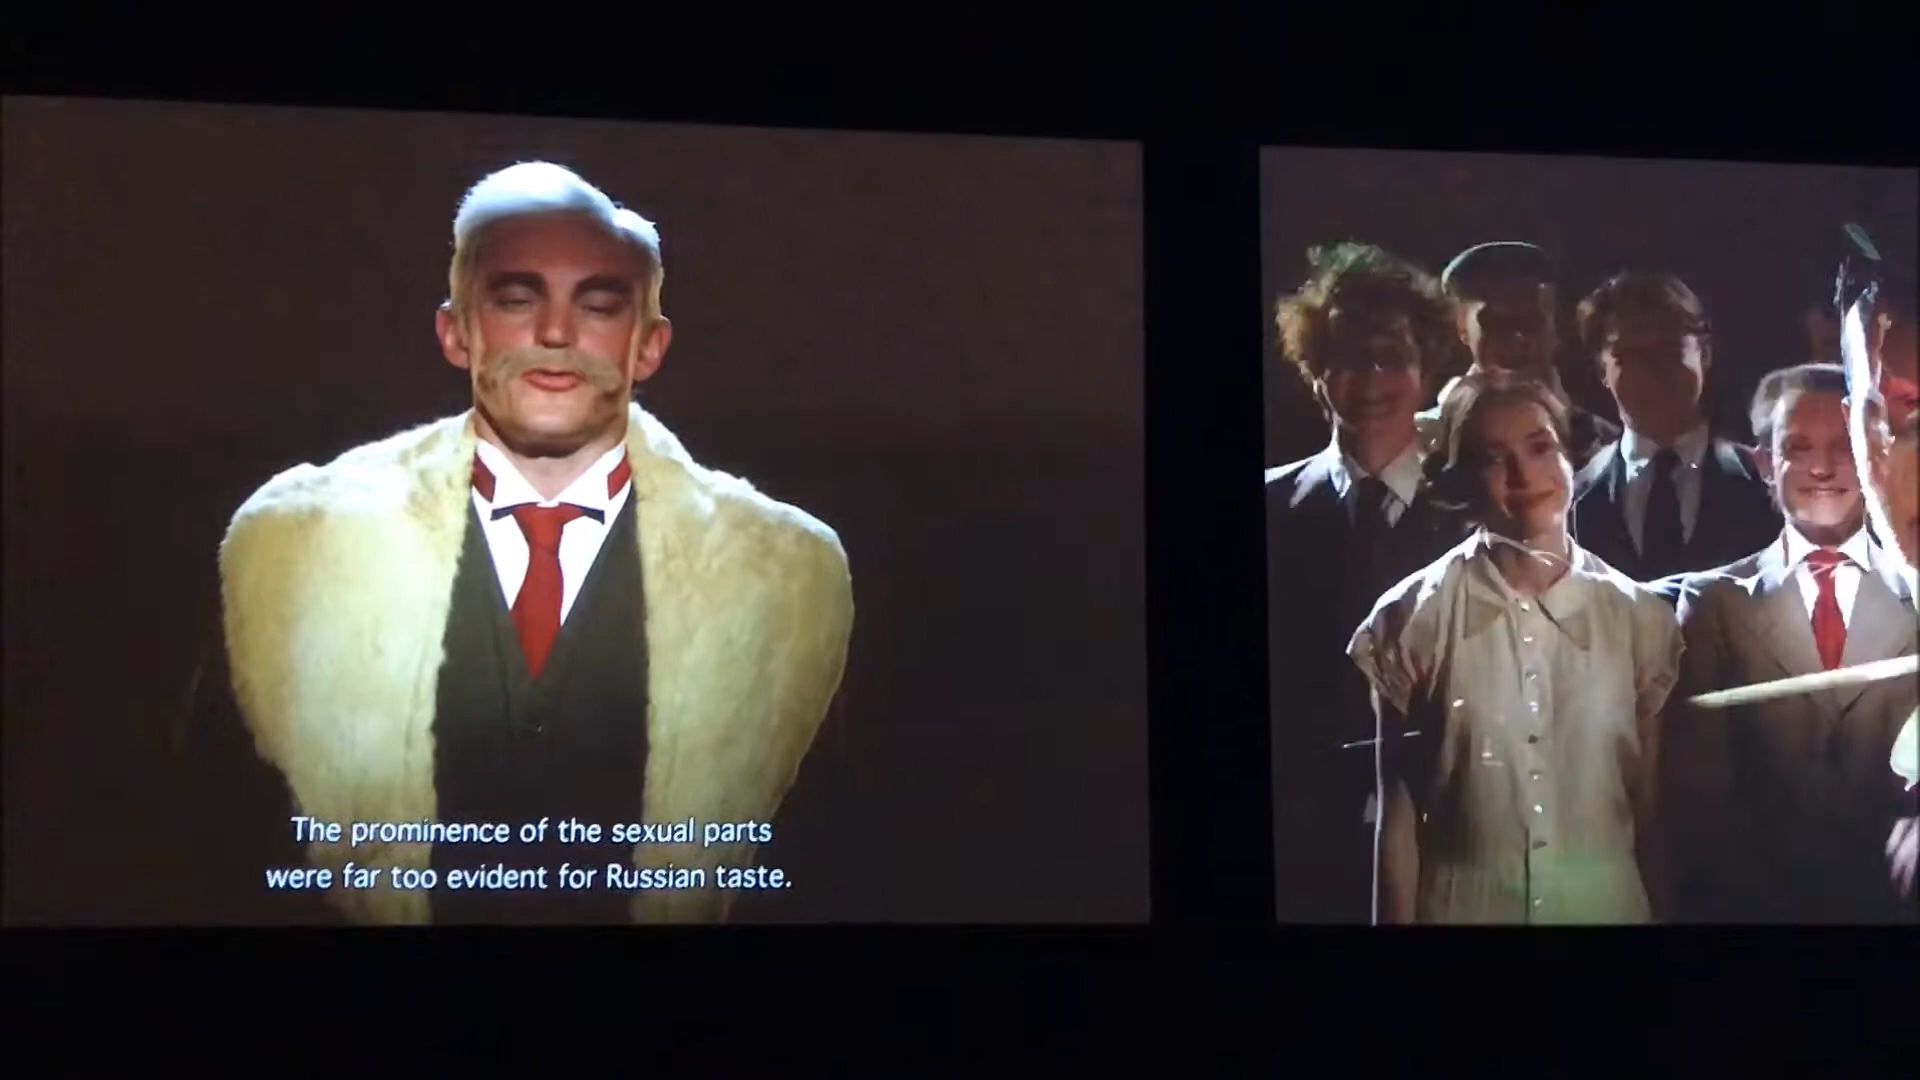 The prominence of the sexual parts
were far too evident for Russian taste.